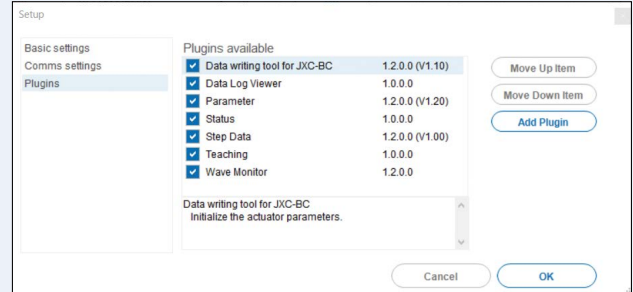 Setup
Basic settings
Comms settings
Plugins
Plugins available
Data writing tool for JXC-BC 1.2.0.0 (V1.10)
Data Log Viewer 1.0.0.0
Parameter 1.2.0.0 (V1.20)
Status 1.0.0.0
Step Data 1.2.0.0 (V1.00)
Teaching 1.0.0.0
Wave Monitor 1.2.0.0
Data writing tool for JXC-BC
Initialize the actuator parameters.
Move Up Item
Move Down Item
Add Plugin
Cancel OK